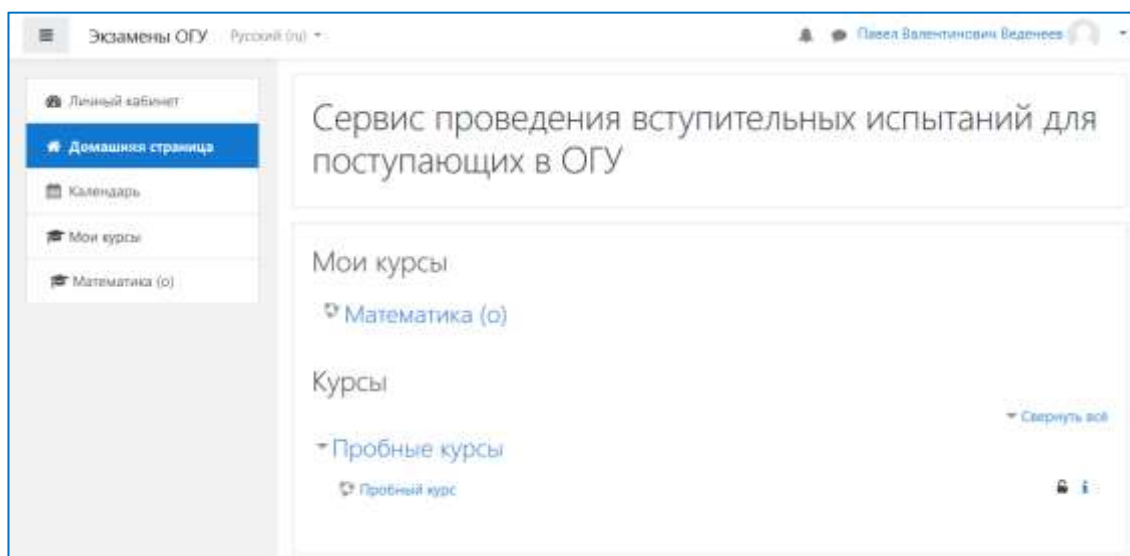 Экзамены ОГУ Русский (ru)
Павел Валентинович Веденеев
Личный кабинет
Домашняя страница
Календарь
Мои курсы
Математика (о)
Сервис проведения вступительных испытаний для
поступающих в ОГУ
Мои курсы
Математика (о)
Курсы
Свернуть всё
Пробные курсы
Пробный курс